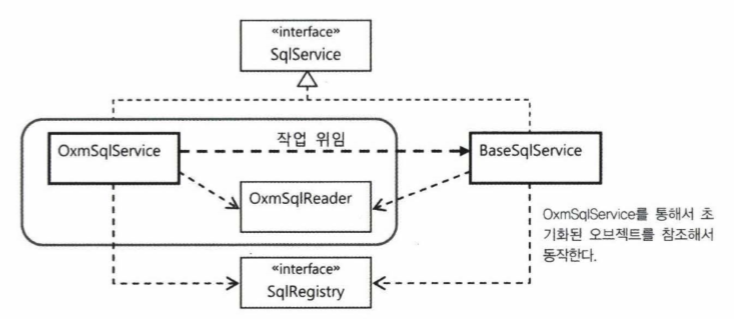 «interface»
SqlService
OxmSqlService
작업 위임
BaseSqlService
OxmSqlReader
OxmSqlService를 통해서 초
기화된 오브젝트를 참조해서
동작한다.
«interface»
SqlRegistry